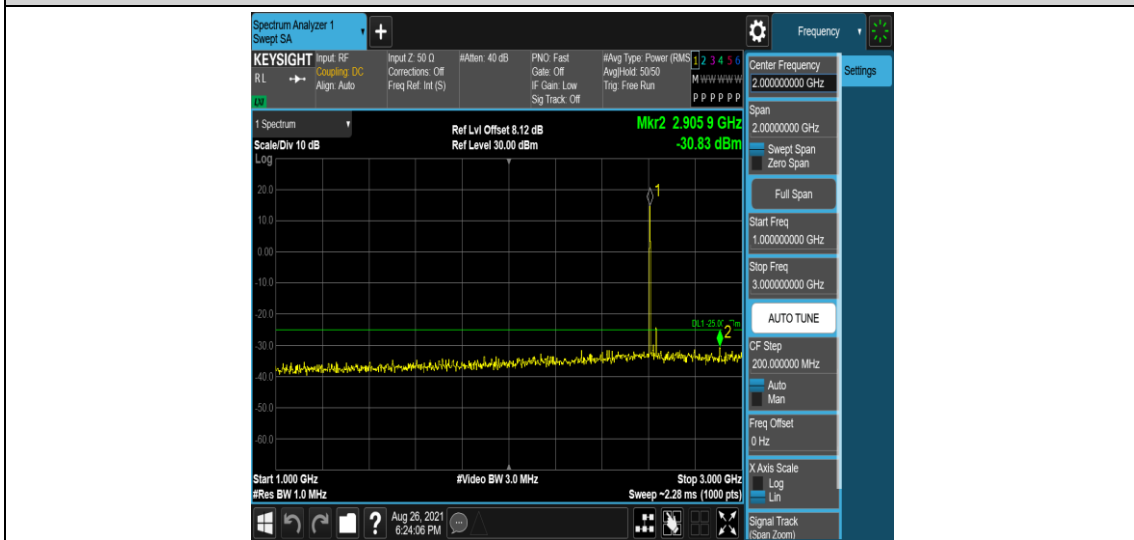 Spectrum Analyzer 1
Swept SA
+
Frequency
KEYSIGHT
RL
LXI
Input: RF
Coupling: DC
Align: Auto
Input Z: 50 Ω
Corrections: Off
Freq Ref: Int (S)
#Atten: 40 dB
PNO: Fast
Gate: Off
IF Gain: Low
Sig Track: Off
#Avg Type: Power (RMS
Avg|Hold: 50/50
Trig: Free Run
1 2 3 4 5 6
M W W W W W
P P P P P P
1 Spectrum
Scale/Div 10 dB
Ref Lvl Offset 8.12 dB
Ref Level 30.00 dBm
Mkr2 2.905 9 GHz
-30.83 dBm
Log
20.0
10.0
0.00
-10.0
-20.0
-30.0
-40.0
-50.0
-60.0
1
2
DL1 -25.0
Start 1.000 GHz
#Res BW 1.0 MHz
#Video BW 3.0 MHz
Stop 3.000 GHz
Sweep ~2.28 ms (1000 pts)
?
Aug 26, 2021
6:24:06 PM
Center Frequency
2.000000000 GHz
Settings
Span
2.00000000 GHz
Swept Span
Zero Span
Full Span
Start Freq
1.000000000 GHz
Stop Freq
3.000000000 GHz
AUTO TUNE
CF Step
200.000000 MHz
Auto
Man
Freq Offset
0 Hz
X Axis Scale
Log
Lin
Signal Track
(Span Zoom)